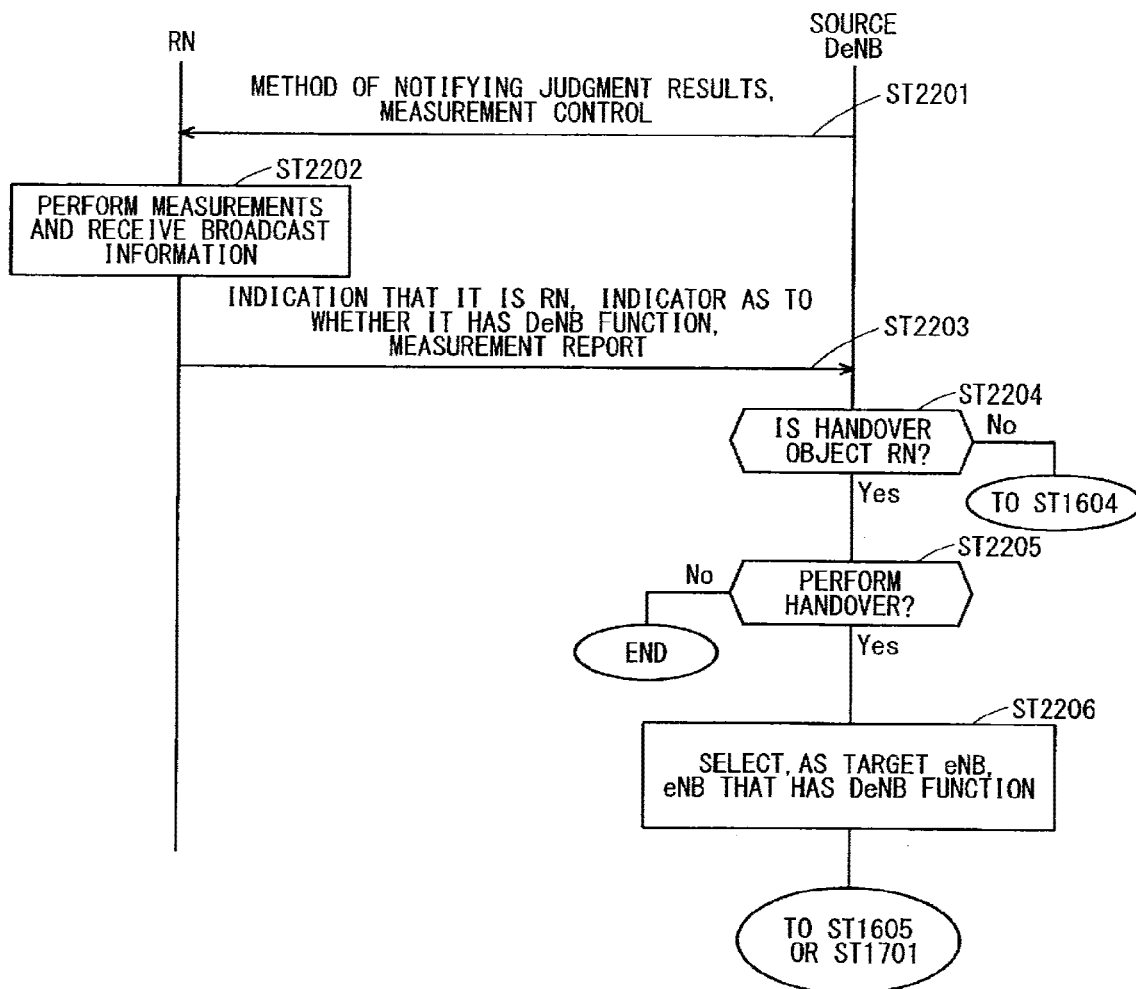 RN
SOURCE
DeNB
METHOD OF NOTIFYING JUDGMENT RESULTS,
MEASUREMENT CONTROL
ST2201
ST2202
PERFORM MEASUREMENTS
AND RECEIVE BROADCAST
INFORMATION
INDICATION THAT IT IS RN, INDICATOR AS TO
WHETHER IT HAS DeNB FUNCTION,
MEASUREMENT REPORT
ST2203
ST2204
IS HANDOVER
OBJECT RN?
No
Yes
TO ST1604
ST2205
No
PERFORM
HANDOVER?
END
Yes
ST2206
SELECT, AS TARGET eNB,
eNB THAT HAS DeNB FUNCTION
TO ST1605
OR ST1701